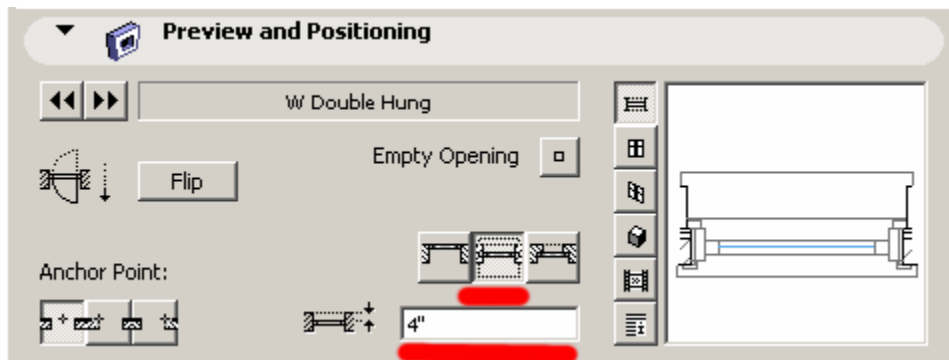 Preview and Positioning
W Double Hung
Empty Opening
Flip
Anchor Point:
4"